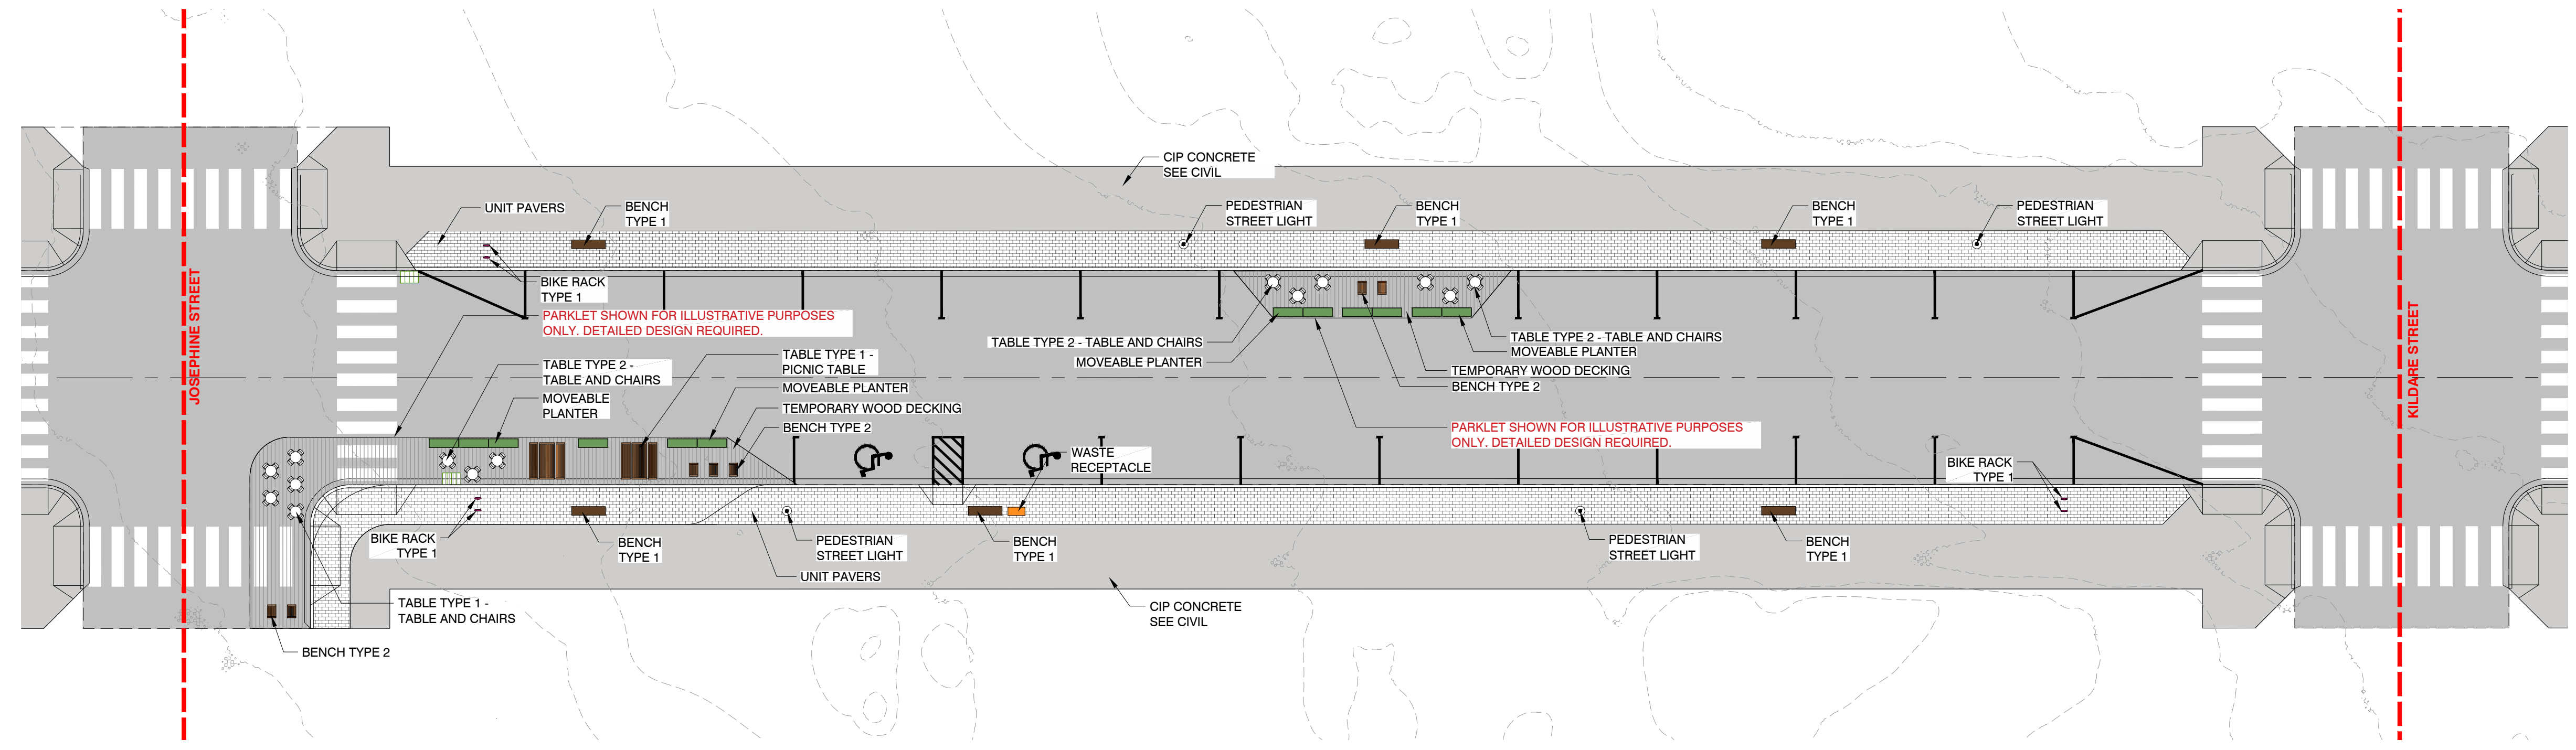 CIP CONCRETE
SEE CIVIL
UNIT PAVERS
BENCH
TYPE 1
PEDESTRIAN
STREET LIGHT
BENCH
TYPE 1
BENCH
TYPE 1
PEDESTRIAN
STREET LIGHT
BIKE RACK
TYPE 1
JOSEPHINE STREET
KILDARE STREET
PARKLET SHOWN FOR ILLUSTRATIVE PURPOSES
ONLY. DETAILED DESIGN REQUIRED.
TABLE TYPE 2 - TABLE AND CHAIRS
MOVEABLE PLANTER
TABLE TYPE 2 - TABLE AND CHAIRS
MOVEABLE PLANTER
TEMPORARY WOOD DECKING
BENCH TYPE 2
TABLE TYPE 2 -
TABLE AND CHAIRS
MOVEABLE
PLANTER
TABLE TYPE 1 -
PICNIC TABLE
MOVEABLE PLANTER
TEMPORARY WOOD DECKING
BENCH TYPE 2
PARKLET SHOWN FOR ILLUSTRATIVE PURPOSES
ONLY. DETAILED DESIGN REQUIRED.
WASTE
RECEPTACLE
BIKE RACK
TYPE 1
BIKE RACK
TYPE 1
BENCH
TYPE 1
PEDESTRIAN
STREET LIGHT
UNIT PAVERS
BENCH
TYPE 1
PEDESTRIAN
STREET LIGHT
BENCH
TYPE 1
TABLE TYPE 1 -
TABLE AND CHAIRS
CIP CONCRETE
SEE CIVIL
BENCH TYPE 2